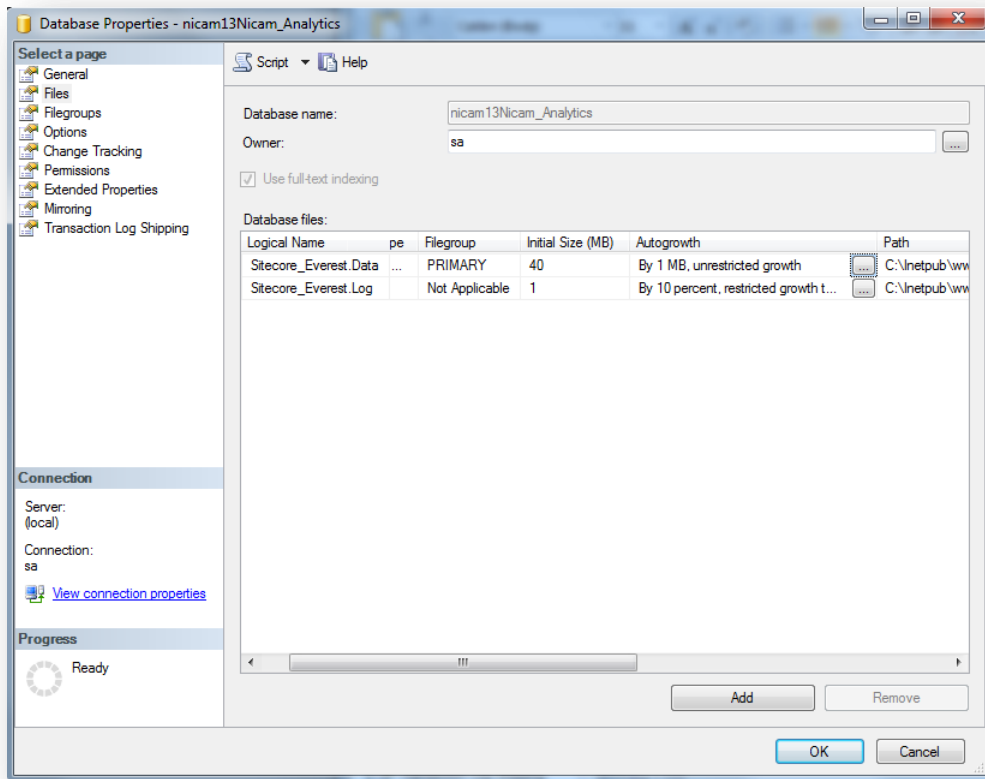 Database Properties - nicam13Nicam_Analytics
Select a page
General
Files
Filegroups
Options
Change Tracking
Permissions
Extended Properties
Mirroring
Transaction Log Shipping
Connection
Server:
(local)
Connection:
sa
View connection properties
Progress
Ready
Script Help
Database name: nicam13Nicam_Analytics
Owner: sa ...
Use full-text indexing
Database files:
Logical Name pe Filegroup Initial Size (MB) Autogrowth Path
Sitecore_Everest.Data ... PRIMARY 40 By 1 MB, unrestricted growth ... C:\Inetpub\ww
Sitecore_Everest.Log Not Applicable 1 By 10 percent, restricted growth t... ... C:\Inetpub\ww
Add Remove
OK Cancel